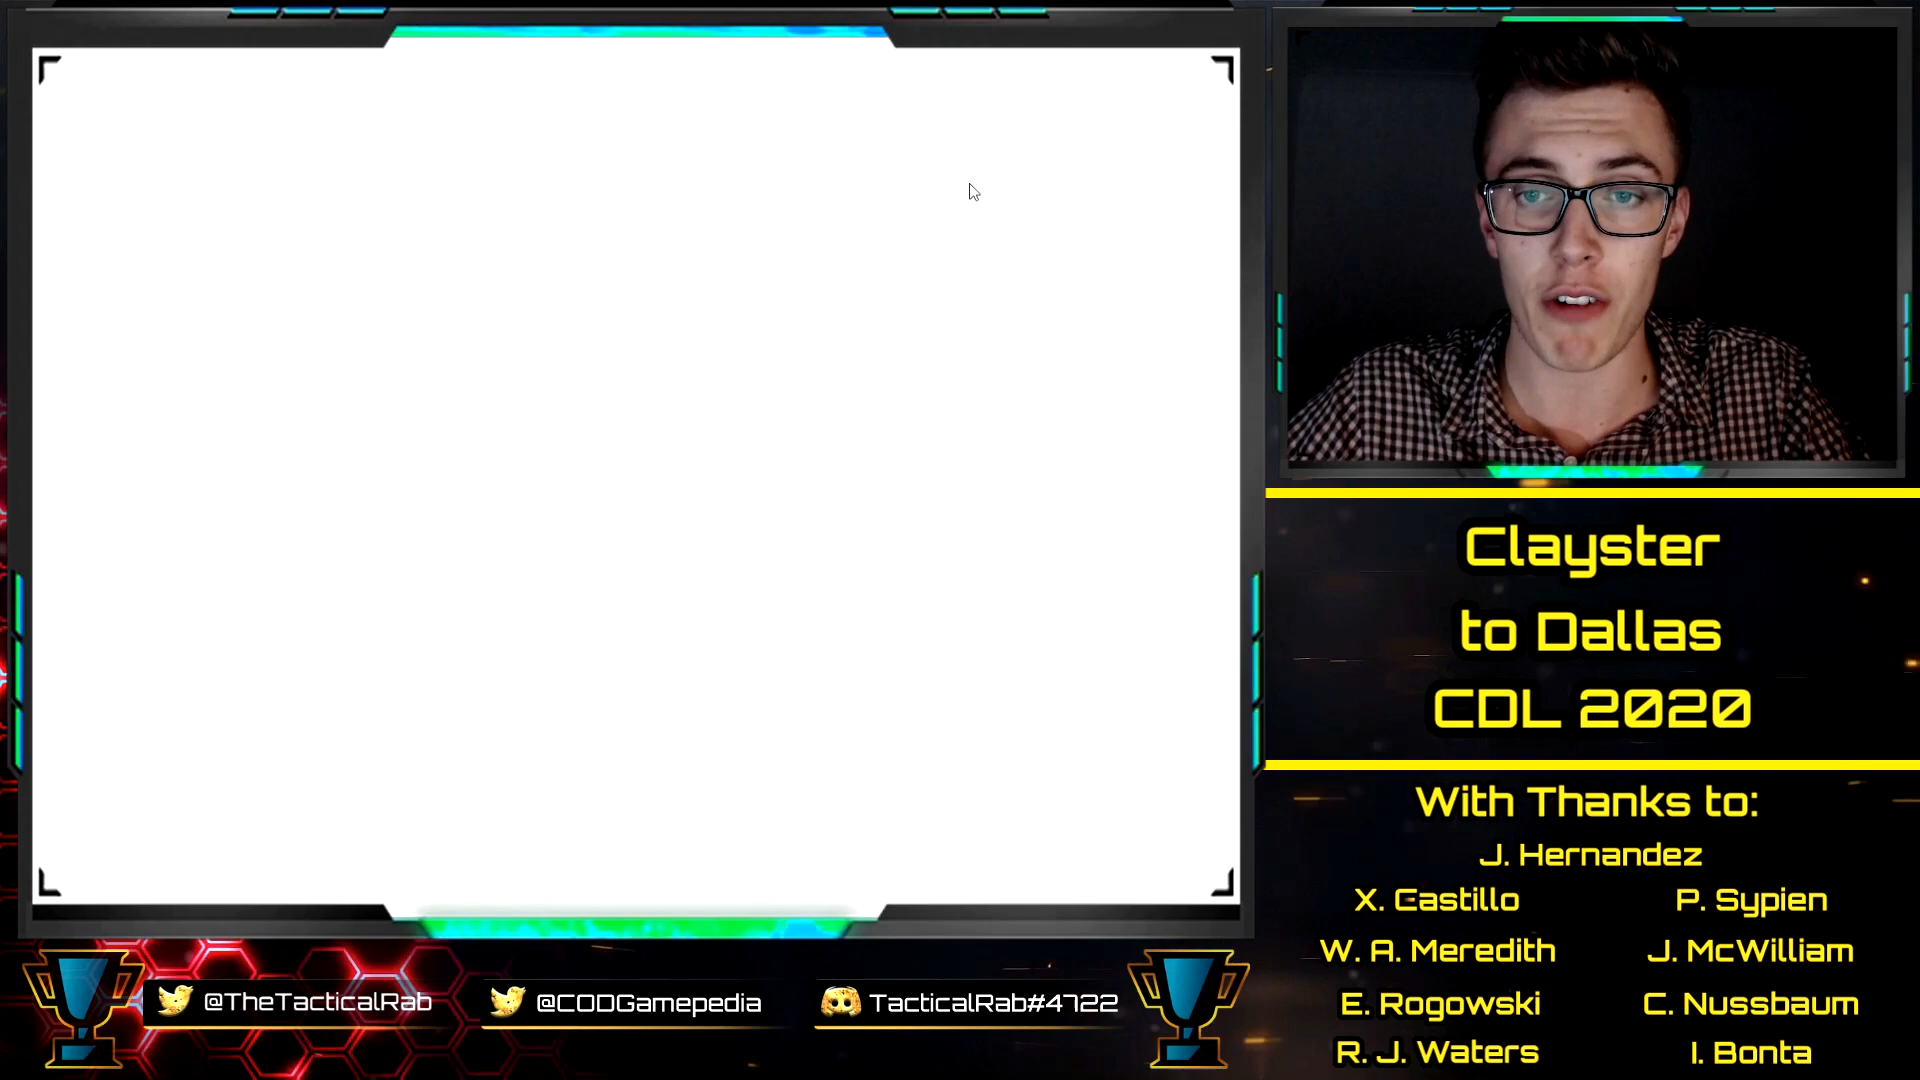 Clayster
to Dallas
CDL 2020
With Thanks to:
J. Hernandez
X. Castillo P. Sypien
W. A. Meredith J. McWilliam
E. Rogowski C. Nussbaum
R. J. Waters I. Bonta
@TheTacticalRab @CODGamepedia TacticalRab#4722